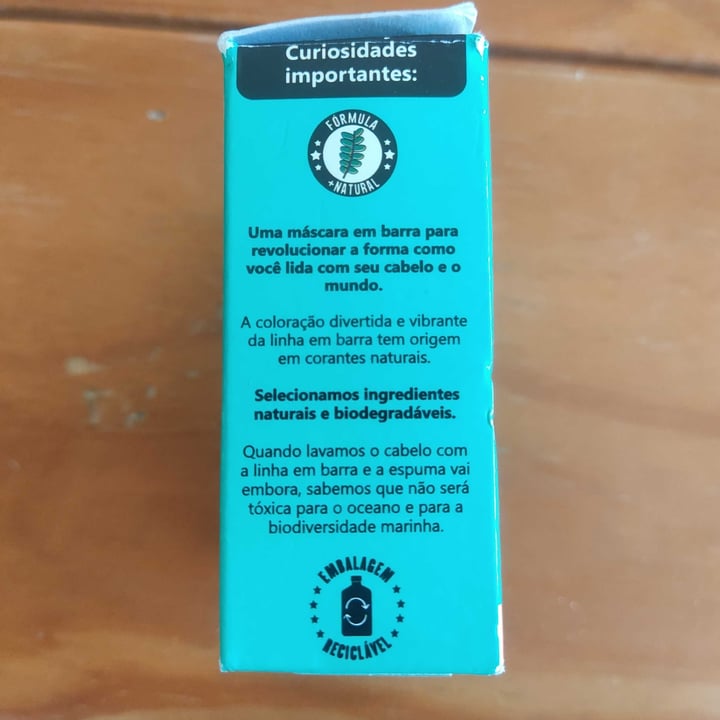 Curiosidades
importantes:
FÓRMULA
+NATURAL
Uma máscara em barra para
revolucionar a forma como
você lida com seu cabelo e o
mundo.
A coloração divertida e vibrante
da linha em barra tem origem
em corantes naturais.
Selecionamos ingredientes
naturais e biodegradáveis.
Quando lavamos o cabelo com
a linha em barra e a espuma vai
embora, sabemos que não será
tóxica para o oceano e para a
biodiversidade marinha.
EMBALAGEM
RECICLÁVEL